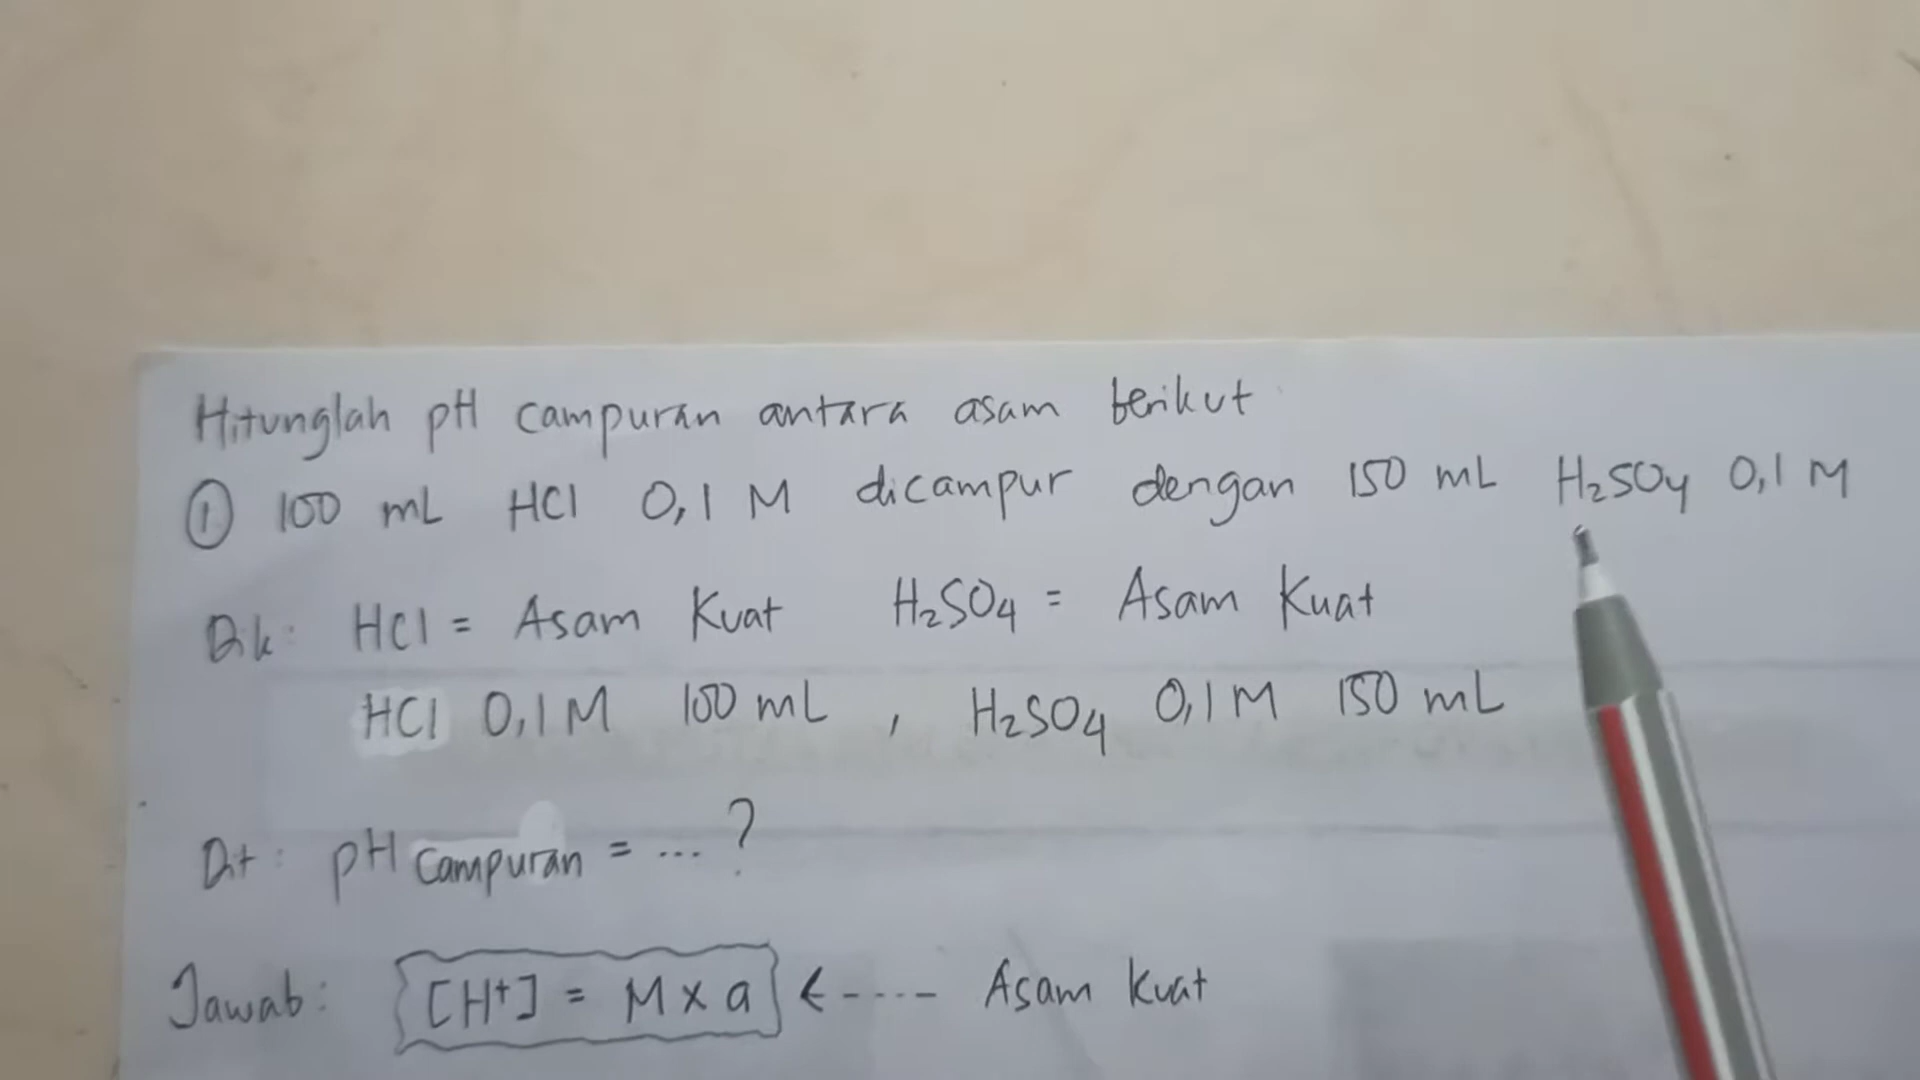 Hitunglah pH campuran antara asam berikut
① 100 mL HCl 0,1 M dicampur dengan 150 mL H₂SO₄ 0,1 M
Dik: HCl = Asam Kuat H₂SO₄ = Asam Kuat
HCl 0,1 M 100 mL , H₂SO₄ 0,1 M 150 mL
Dit: pH campuran = ... ?
Jawab: [H⁺] = M x a <---- Asam Kuat